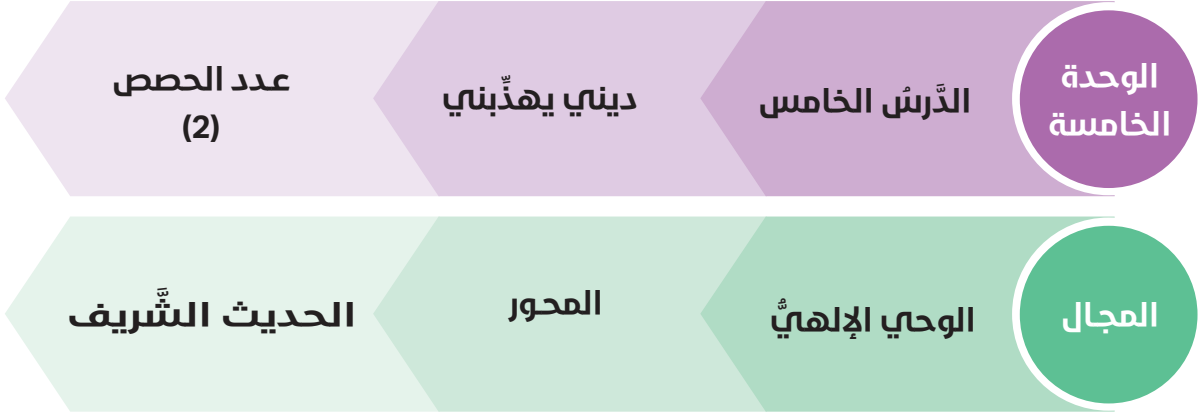 الوحدة
الخامسة
الدَّرسُ الخامس
ديني يهذِّبني
عدد الحصص
(2)
المجال
الوحي الإلهيُّ
المحور
الحديث الشَّريف